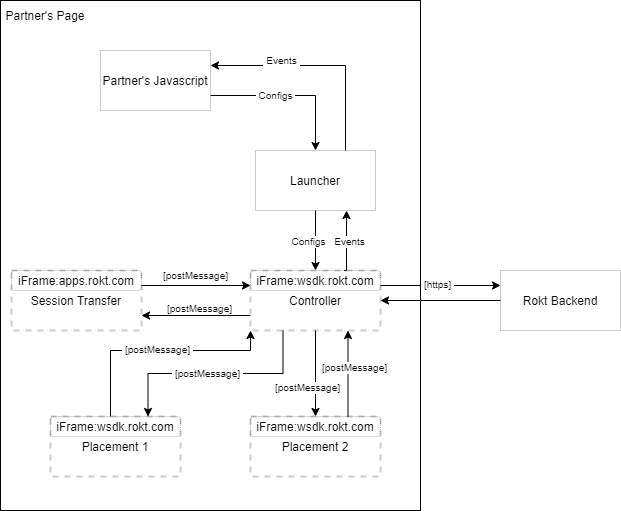 Partner's Page
Events
Partner's Javascript
Configs
Launcher
Configs
Events
iFrame:apps.rokt.com
[postMessage]
iFrame:wsdk.rokt.com
[https]
Session Transfer
Controller
Rokt Backend
[postMessage]
[postMessage]
[postMessage]
[postMessage]
[postMessage]
iFrame:wsdk.rokt.com
iFrame:wsdk.rokt.com
Placement 1
Placement 2